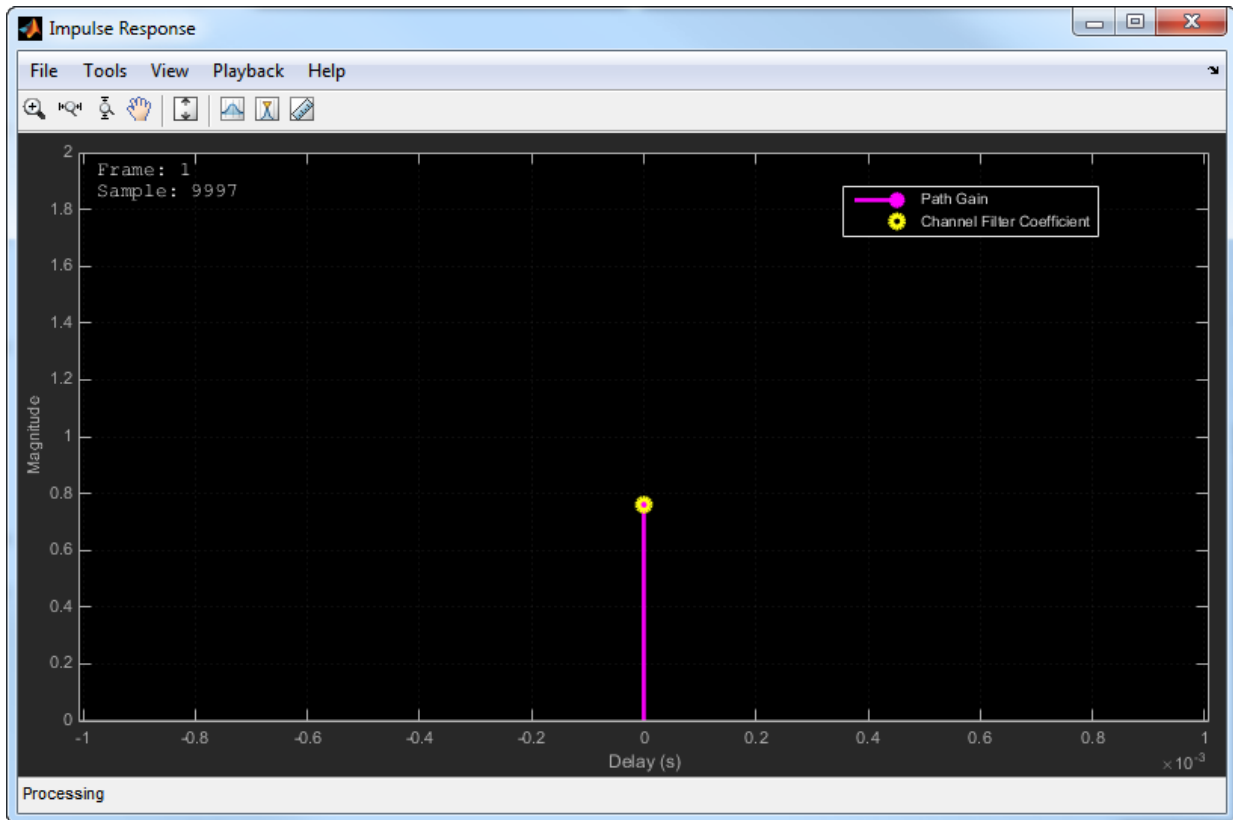 Impulse Response
File Tools View Playback Help
Frame: 1
Sample: 9997
Path Gain
Channel Filter Coefficient
2
1.8
1.6
1.4
1.2
1
0.8
0.6
0.4
0.2
0
Magnitude
-1 -0.8 -0.6 -0.4 -0.2 0 0.2 0.4 0.6 0.8 1
Delay (s)
×10⁻³
Processing